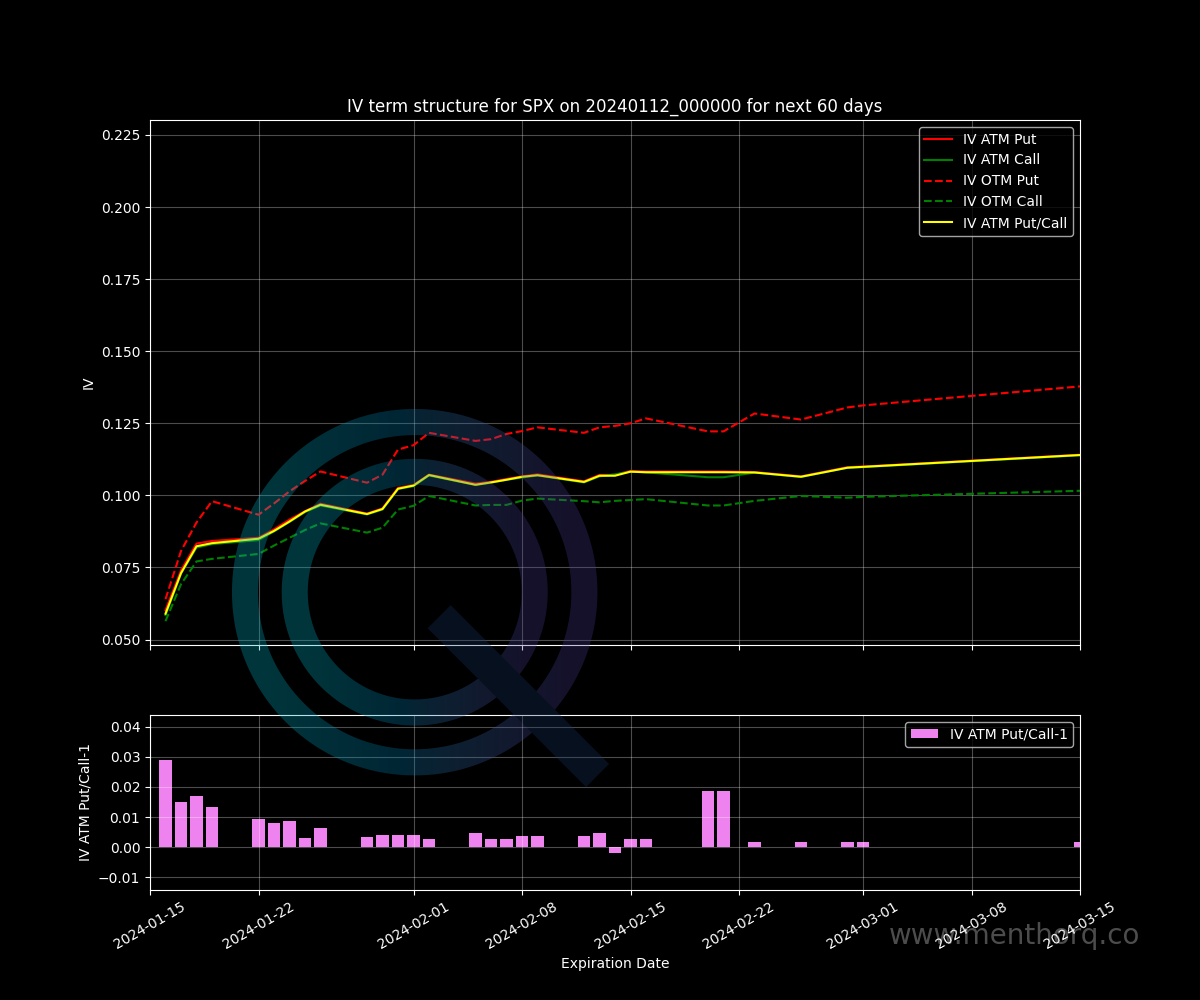 IV term structure for SPX on 20240112_000000 for next 60 days
IV ATM Put
IV ATM Call
IV OTM Put
IV OTM Call
IV ATM Put/Call
0.225
0.200
0.175
0.150
0.125
0.100
0.075
0.050
IV
IV ATM Put/Call-1
0.04
0.03
0.02
0.01
0.00
−0.01
IV ATM Put/Call-1
2024-01-15
2024-01-22
2024-02-01
2024-02-08
2024-02-15
2024-02-22
2024-03-01
2024-03-08
2024-03-15
www.menthorq.co
Expiration Date